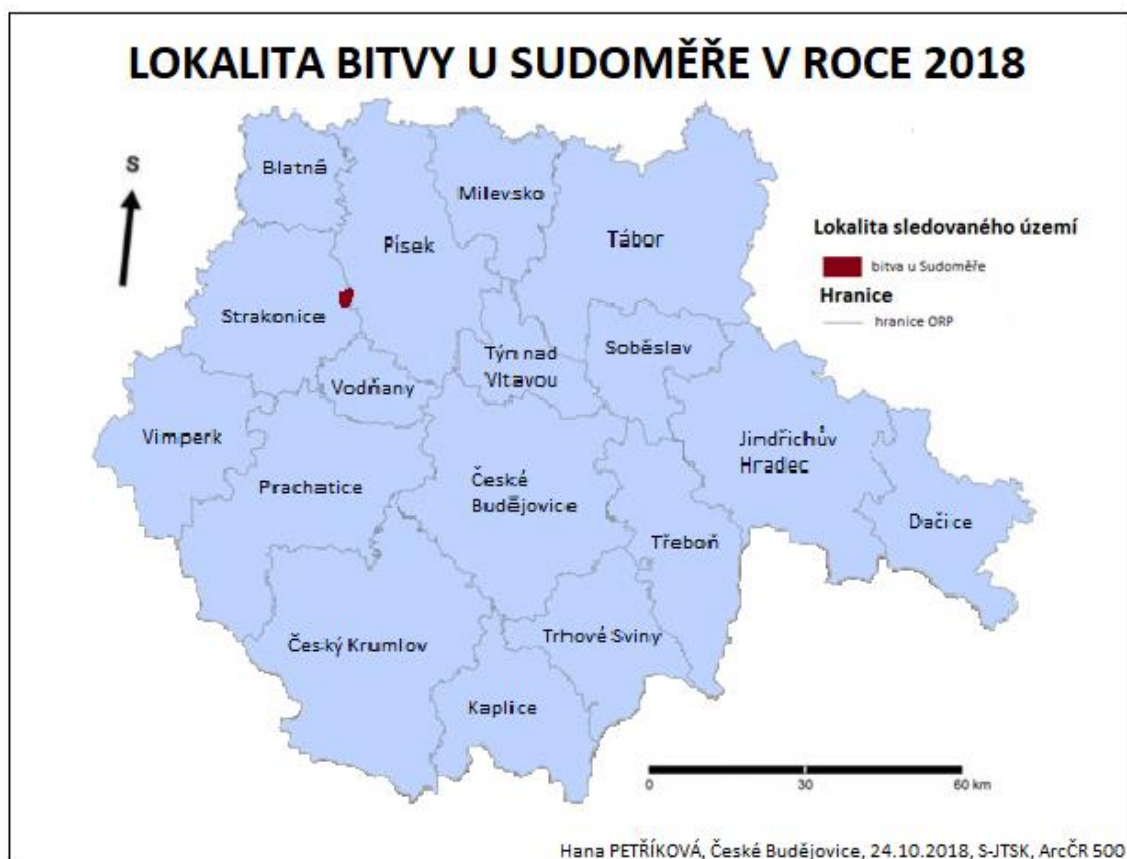 LOKALITA BITVY U SUDOMĚŘE V ROCE 2018
S
Blatná
Milevsko
Písek
Tábor
Lokalita sledovaného území
bitva u Sudoměře
Hranice
hranice ORP
Strakonice
Týn nad
Vltavou
Soběslav
Vodňany
Vimperk
Prachatice
České
Budějovice
Jindřichův
Hradec
Dačice
Třeboň
Český Krumlov
Trhové Sviny
Kaplice
0 30 60 km
Hana PETŘÍKOVÁ, České Budějovice, 24.10.2018, S-JTSK, ArcČR 500